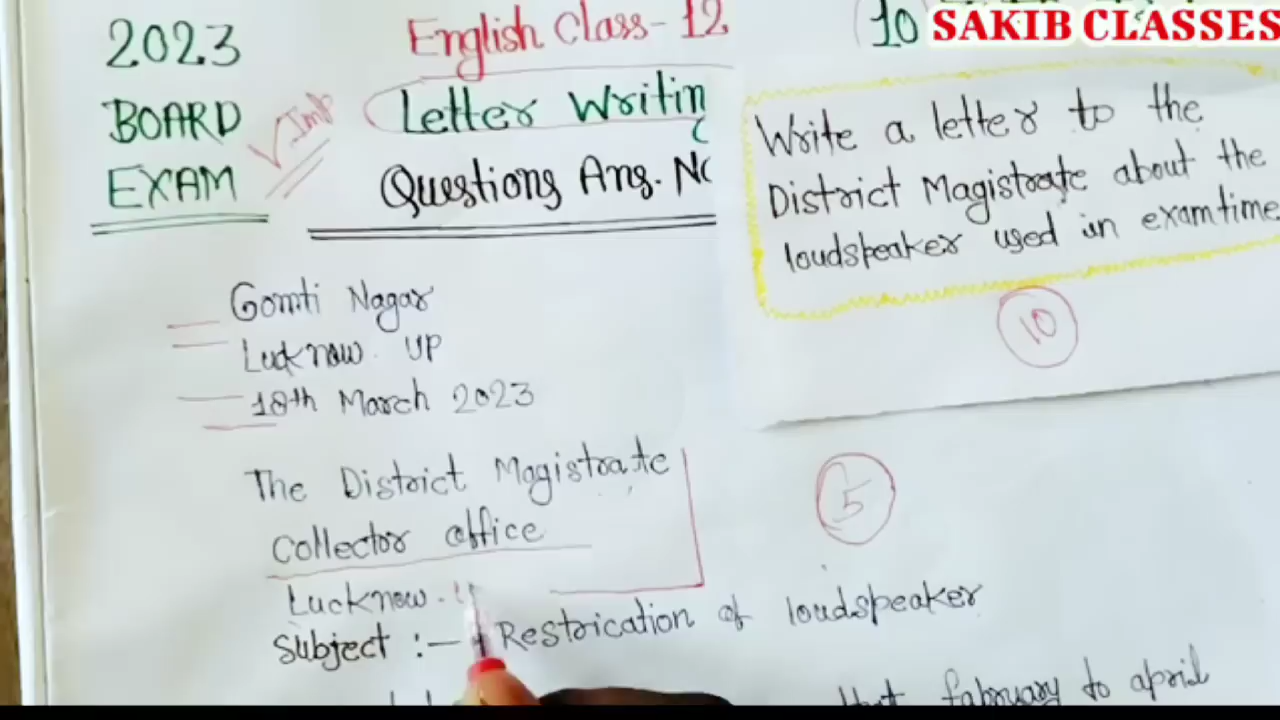 2023
BOARD
EXAM
Imp
English Class-12
Letter Writin
Questions Ans.
10
SAKIB CLASSES
Write a letter to the
District Magistrate about the
loudspeaker used in examtime
10
Gomti Nagar
Lucknow UP
18th March 2023
The District Magistrate
Collector office
5
Lucknow.
Subject :- Restrication of loudspeaker
that fabruary to april